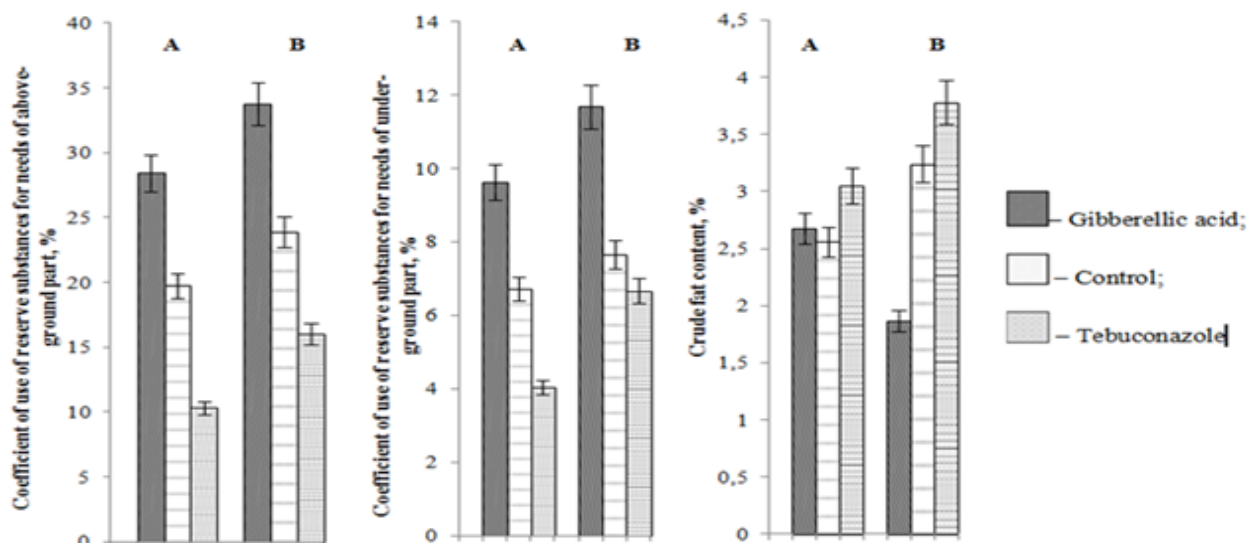 Coefficient of use of reserve substances for needs of above-
ground part, %
40
35
30
25
20
15
10
5
0
A
B
Coefficient of use of reserve substances for needs of under-
ground part, %
14
12
10
8
6
4
2
0
A
B
Crude fat content, %
4,5
4
3,5
3
2,5
2
1,5
1
0,5
0
A
B
– Gibberellic acid;
– Control;
– Tebuconazole